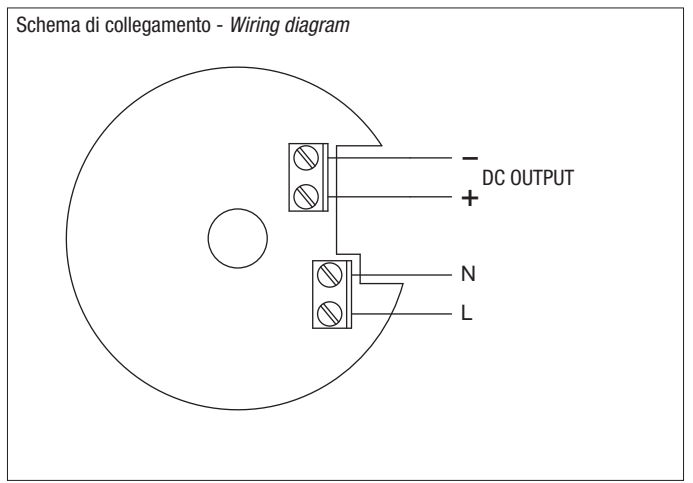 Schema di collegamento - Wiring diagram
−
DC OUTPUT
+
N
L